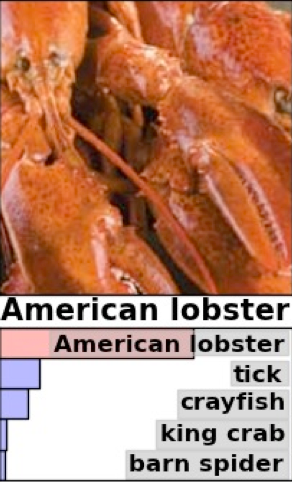 American lobster
American lobster
tick
crayfish
king crab
barn spider